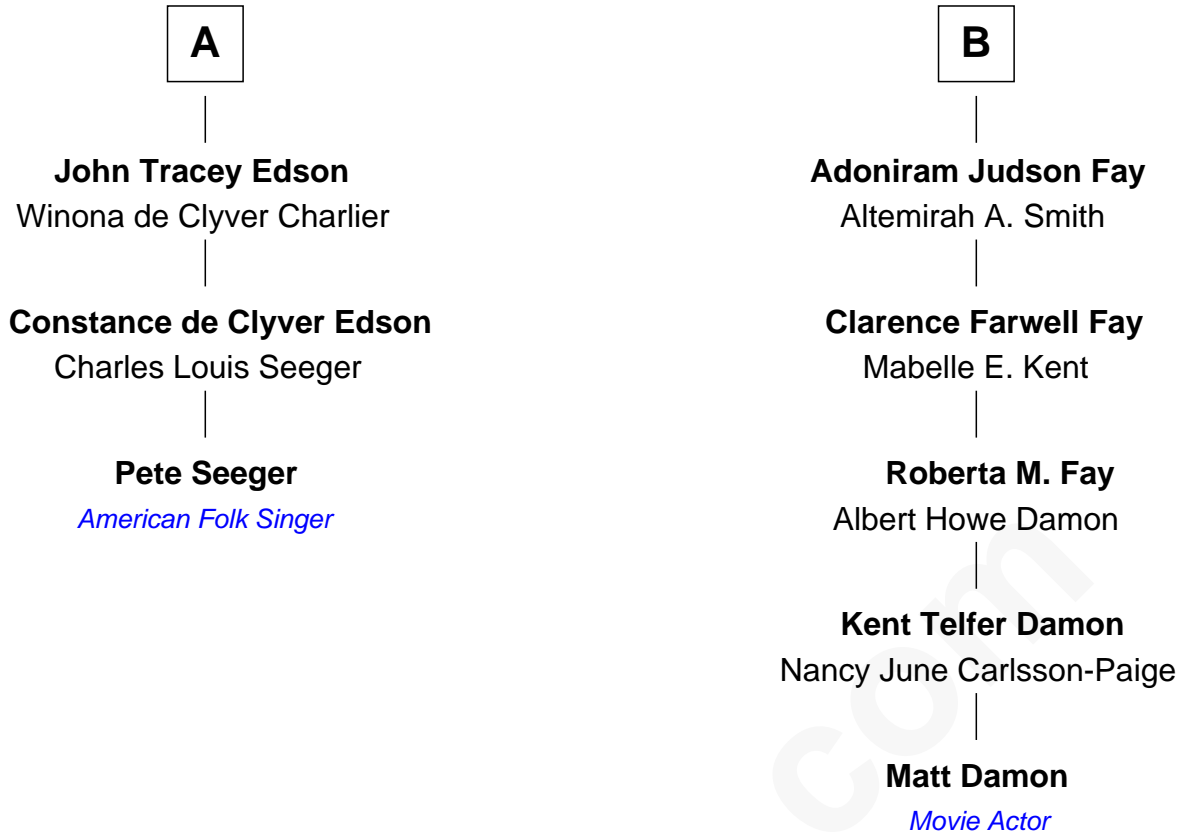 A
John Tracey Edson
Winona de Clyver Charlier
Constance de Clyver Edson
Charles Louis Seeger
Pete Seeger
American Folk Singer
B
Adoniram Judson Fay
Altemirah A. Smith
Clarence Farwell Fay
Mabelle E. Kent
Roberta M. Fay
Albert Howe Damon
Kent Telfer Damon
Nancy June Carlsson-Paige
Matt Damon
Movie Actor
com